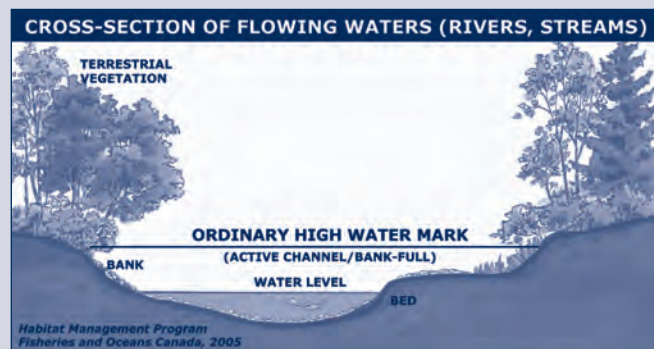 CROSS-SECTION OF FLOWING WATERS (RIVERS, STREAMS)
TERRESTRIAL
VEGETATION
ORDINARY HIGH WATER MARK
(ACTIVE CHANNEL/BANK-FULL)
BANK
WATER LEVEL
BED
Habitat Management Program
Fisheries and Oceans Canada, 2005